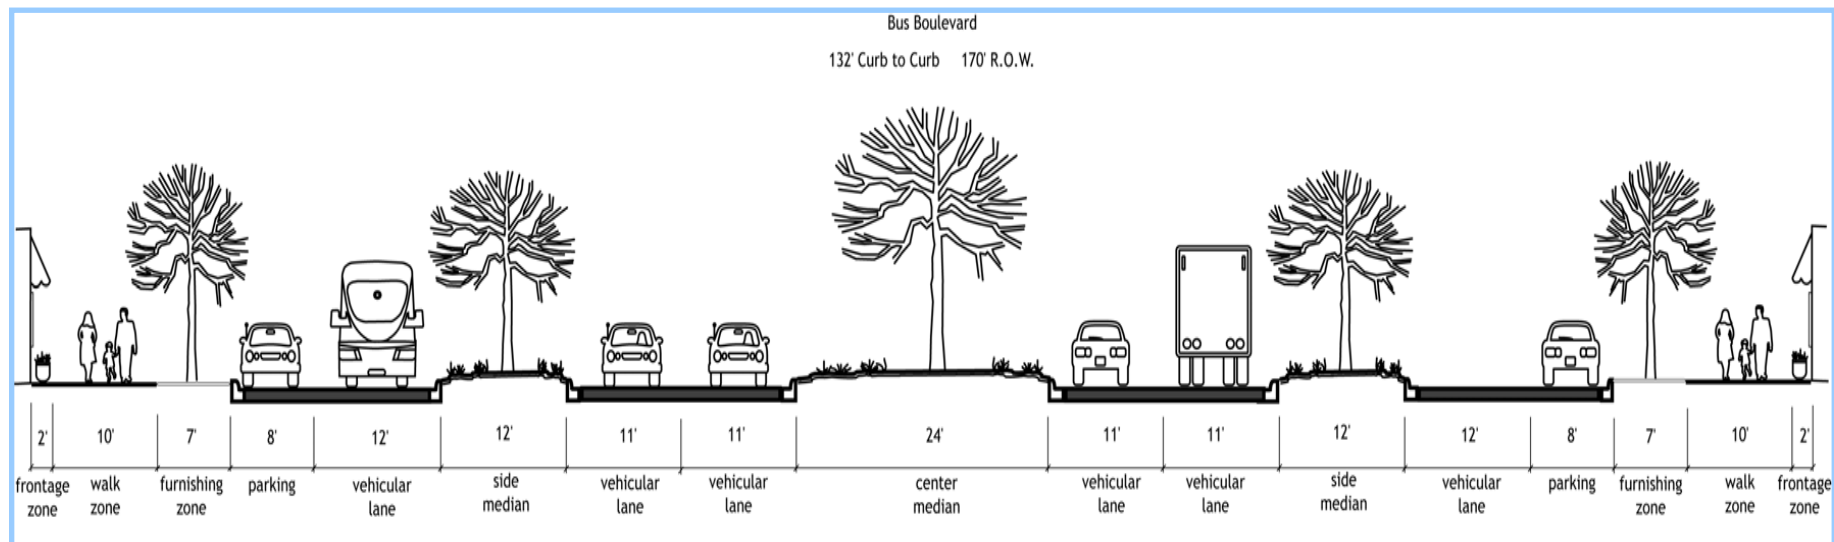 Bus Boulevard
132' Curb to Curb 170' R.O.W.
2' 10' 7' 8' 12' 12' 11' 11' 24' 11' 11' 12' 12' 8' 7' 10' 2'
frontage zone
walk zone
furnishing zone
parking
vehicular lane
side median
vehicular lane
vehicular lane
center median
vehicular lane
vehicular lane
side median
vehicular lane
parking
furnishing zone
walk zone
frontage zone